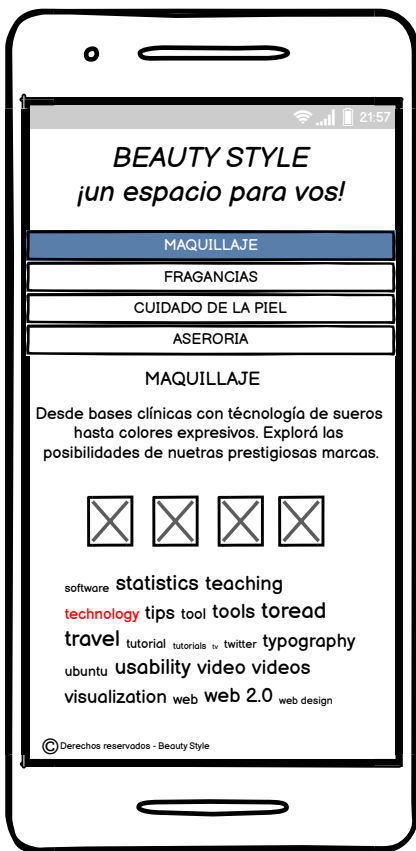 21:57
BEAUTY STYLE
¡un espacio para vos!
MAQUILLAJE
FRAGANCIAS
CUIDADO DE LA PIEL
ASERORIA
MAQUILLAJE
Desde bases clínicas con técnología de sueros
hasta colores expresivos. Explorá las
posibilidades de nuetras prestigiosas marcas.
software statistics teaching
technology tips tool tools toread
travel tutorial tutorials tv twitter typography
ubuntu usability video videos
visualization web web 2.0 web design
© Derechos reservados - Beauty Style